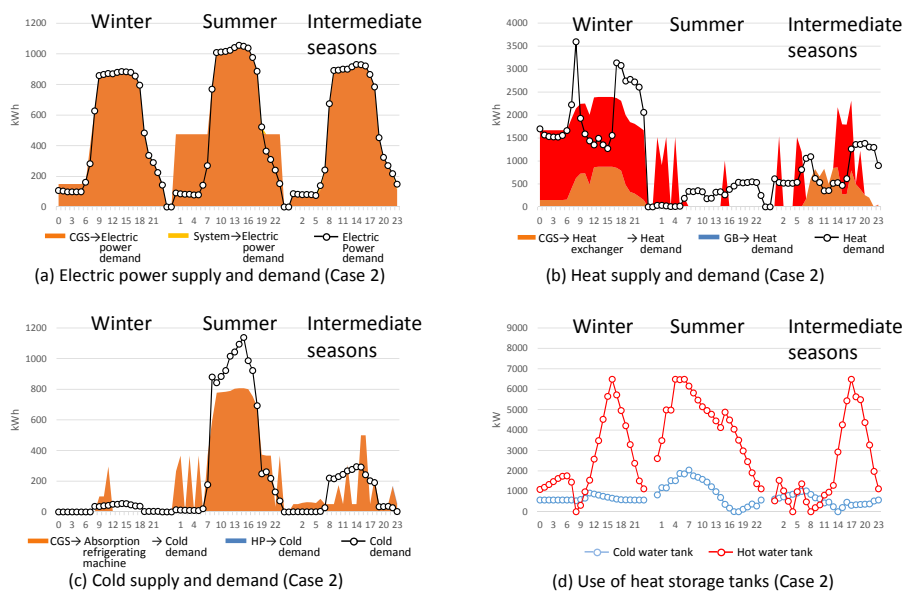 Winter Summer Intermediate
seasons
1200
1000
800
600
400
200
0
kWh
0 3 6 9 12 15 18 21 1 4 7 10 13 16 19 22 2 5 8 11 14 17 20 23
CGS→Electric power demand
System→Electric power demand
Electric Power demand
(a) Electric power supply and demand (Case 2)
Winter Summer Intermediate
seasons
4000
3500
3000
2500
2000
1500
1000
500
0
kWh
0 3 6 9 12 15 18 21 1 4 7 10 13 16 19 22 2 5 8 11 14 17 20 23
CGS→ Heat exchanger
→ Heat demand
GB→ Heat demand
Heat demand
(b) Heat supply and demand (Case 2)
Winter Summer Intermediate
seasons
1200
1000
800
600
400
200
0
kWh
0 3 6 9 12 15 18 21 1 4 7 10 13 16 19 22 2 5 8 11 14 17 20 23
CGS→ Absorption refrigerating machine
→ Cold demand
HP→ Cold demand
Cold demand
(c) Cold supply and demand (Case 2)
Winter Summer Intermediate
seasons
9000
8000
7000
6000
5000
4000
3000
2000
1000
0
kW
0 3 6 9 12 15 18 21 1 4 7 10 13 16 19 22 2 5 8 11 14 17 20 23
Cold water tank Hot water tank
(d) Use of heat storage tanks (Case 2)